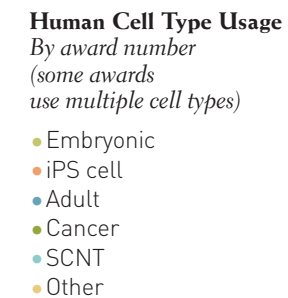 Human Cell Type Usage
By award number
(some awards
use multiple cell types)
• Embryonic
• iPS cell
• Adult
• Cancer
• SCNT
• Other